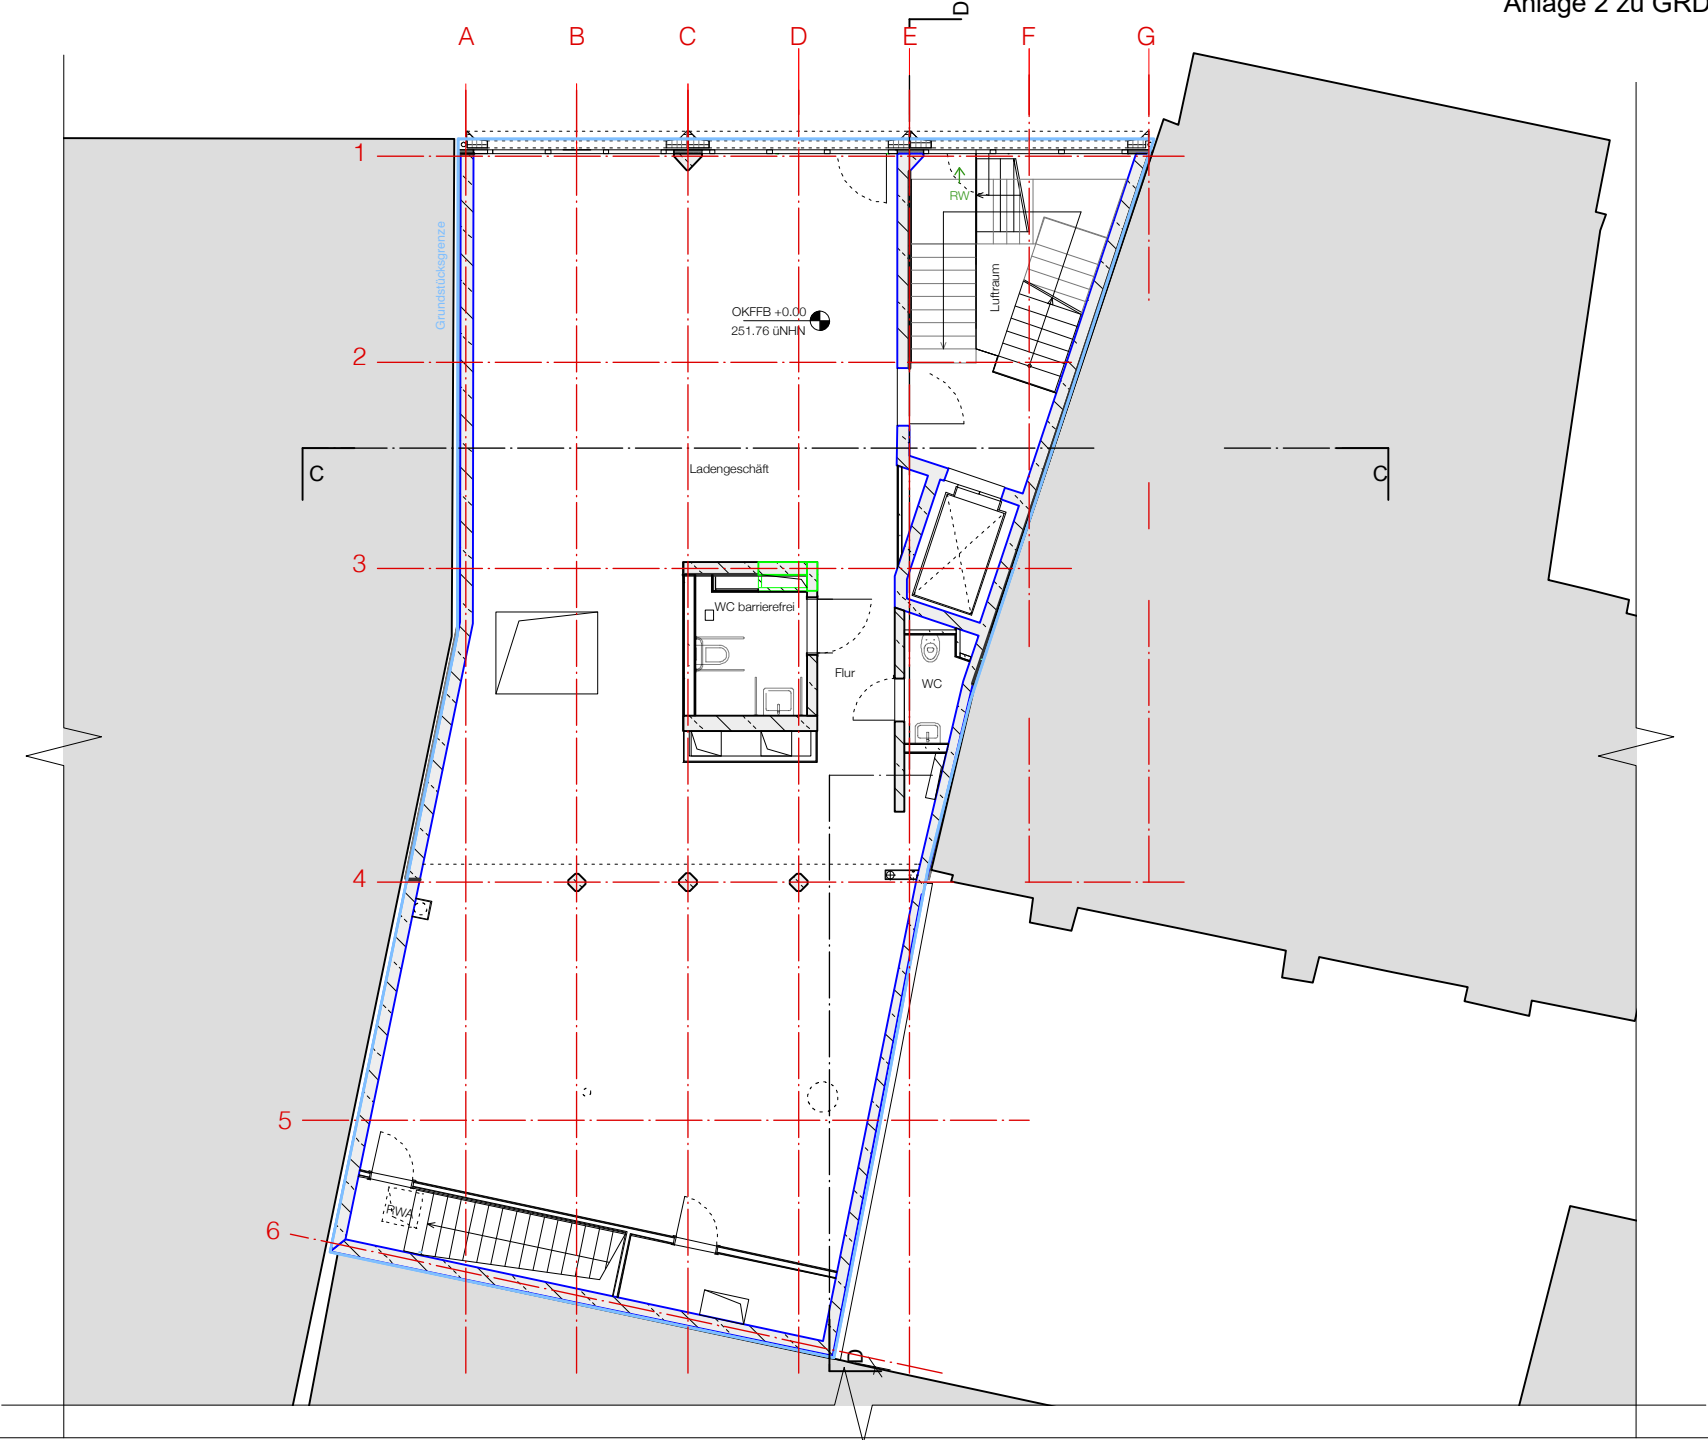 Anlage 2 zu GRD
D
A B C D E F G
1
RW
Grundstücksgrenze
Luftraum
OKFFB +0.00
251.76 üNHN
2
C
Ladengeschäft
C
3
WC barrierefrei
Flur
WC
4
5
RWA
6
D